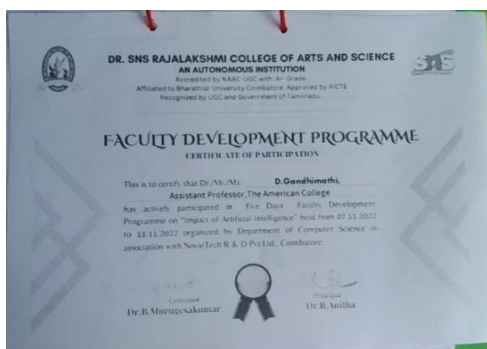 DR. SNS RAJALAKSHMI COLLEGE OF ARTS AND SCIENCE
AN AUTONOMOUS INSTITUTION
Accredited by NAAC-UGC with A+ Grade
Affiliated to Bharathiar University, Coimbatore, Approved by AICTE
Recognized by UGC and Government of Tamilnadu
SNS
FACULTY DEVELOPMENT PROGRAMME
CERTIFICATE OF PARTICIPATION
This is to certify that Dr./Mr./Ms. D.Gandhimathi,
Assistant Professor,The American College
has actively participated in Five Days Faculty Development
Programme on "Impact of Artificial Intelligence" held from 07.11.2022
to 11.11.2022 organized by Department of Computer Science in
association with R & D Pvt Ltd., Coimbatore.
Dr.B.Murugesakumar
Principal
Dr.R.Anitha